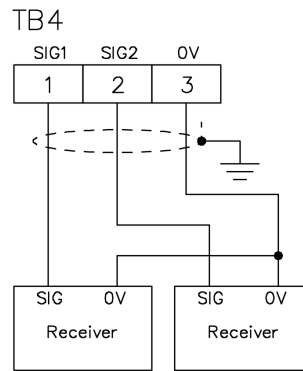 TB4
SIG1 SIG2 0V
1 2 3
SIG 0V SIG 0V
Receiver Receiver